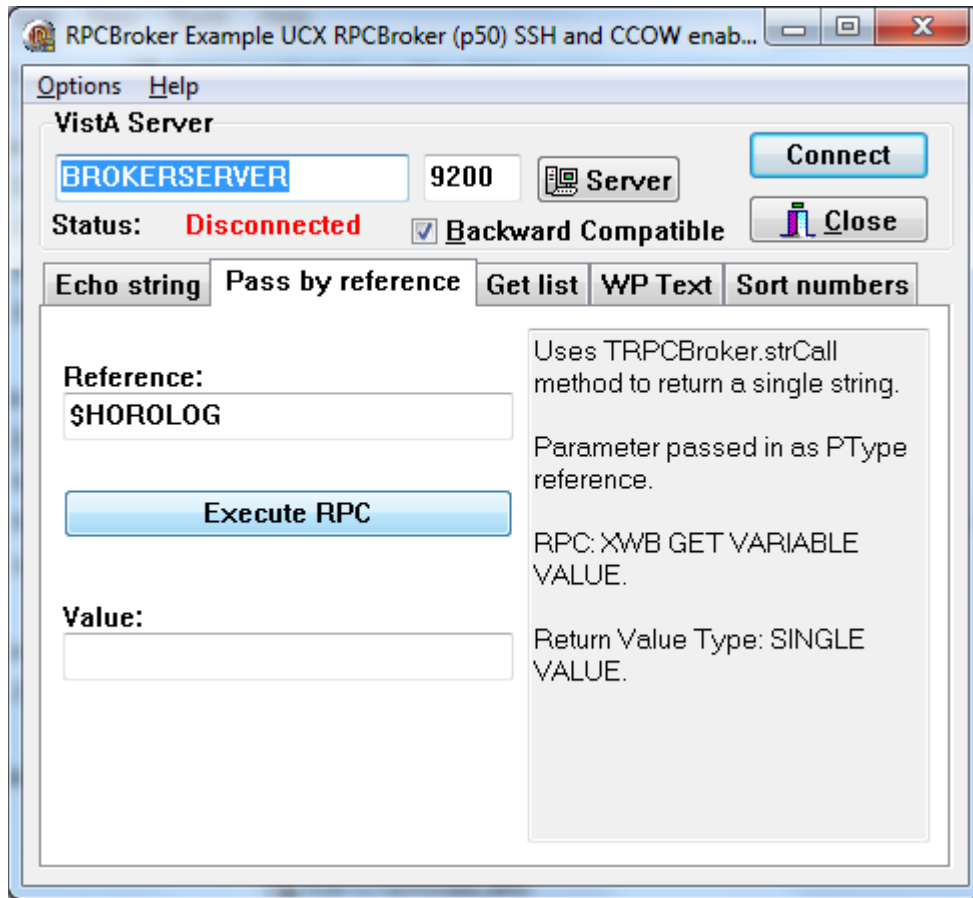 RPCBroker Example UCX RPCBroker (p50) SSH and CCOW enab...
Options Help
VistA Server
BROKERSERVER 9200 Server Connect
Status: Disconnected Backward Compatible Close
Echo string Pass by reference Get list WP Text Sort numbers
Reference:
$HOROLOG
Execute RPC
Value:
Uses TRPCBroker.strCall
method to return a single string.
Parameter passed in as PType
reference.
RPC: XWB GET VARIABLE
VALUE.
Return Value Type: SINGLE
VALUE.